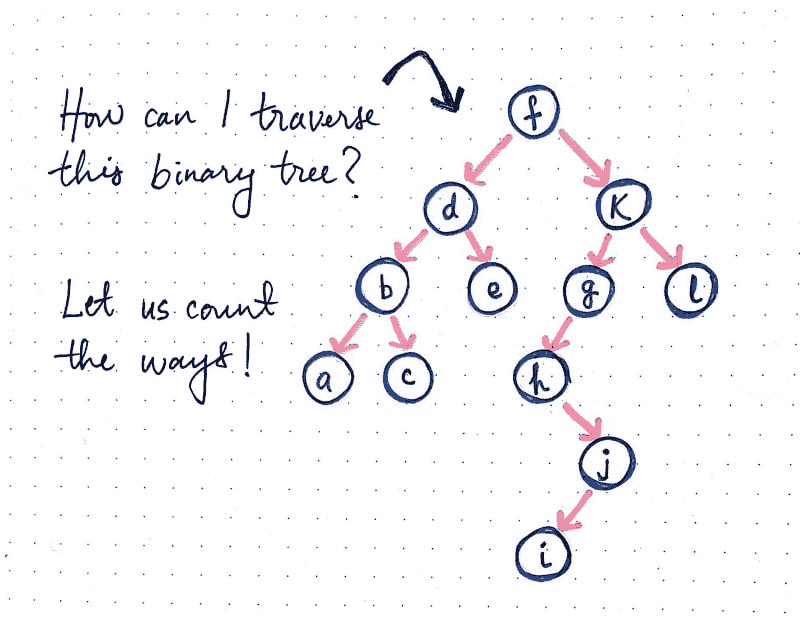 How can I traverse
this binary tree?
Let us count
the ways!
f
d K
b e g l
a c h
j
i